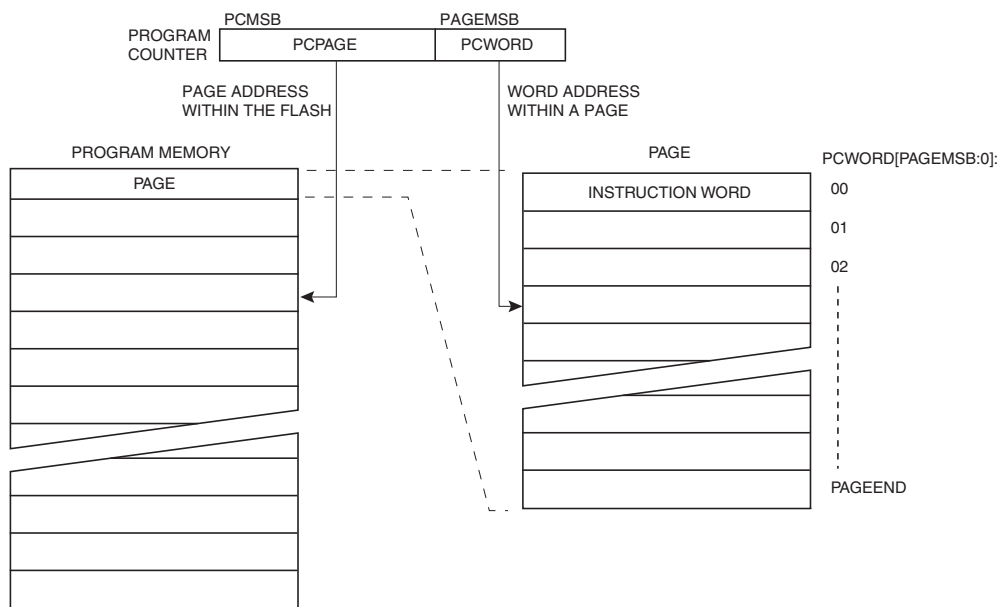 PCMSB
PAGEMSB
PROGRAM
COUNTER
PCPAGE
PCWORD
PAGE ADDRESS
WITHIN THE FLASH
WORD ADDRESS
WITHIN A PAGE
PROGRAM MEMORY
PAGE
PAGE
PCWORD[PAGEMSB:0]:
INSTRUCTION WORD
00
01
02
PAGEEND